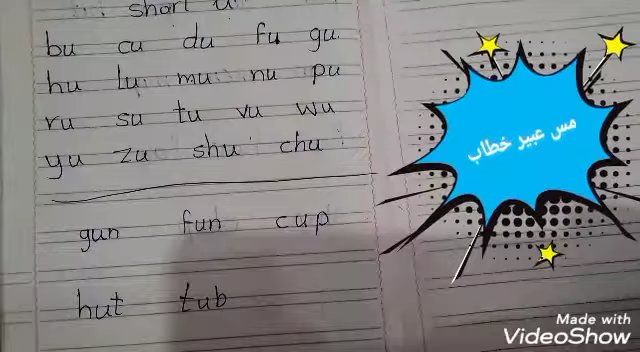 short u
bu cu du fu gu
hu lu mu nu pu
ru su tu vu wu
yu zu shu chu
gun fun cup
hut tub
مس عبير خطاب
Made with
VideoShow